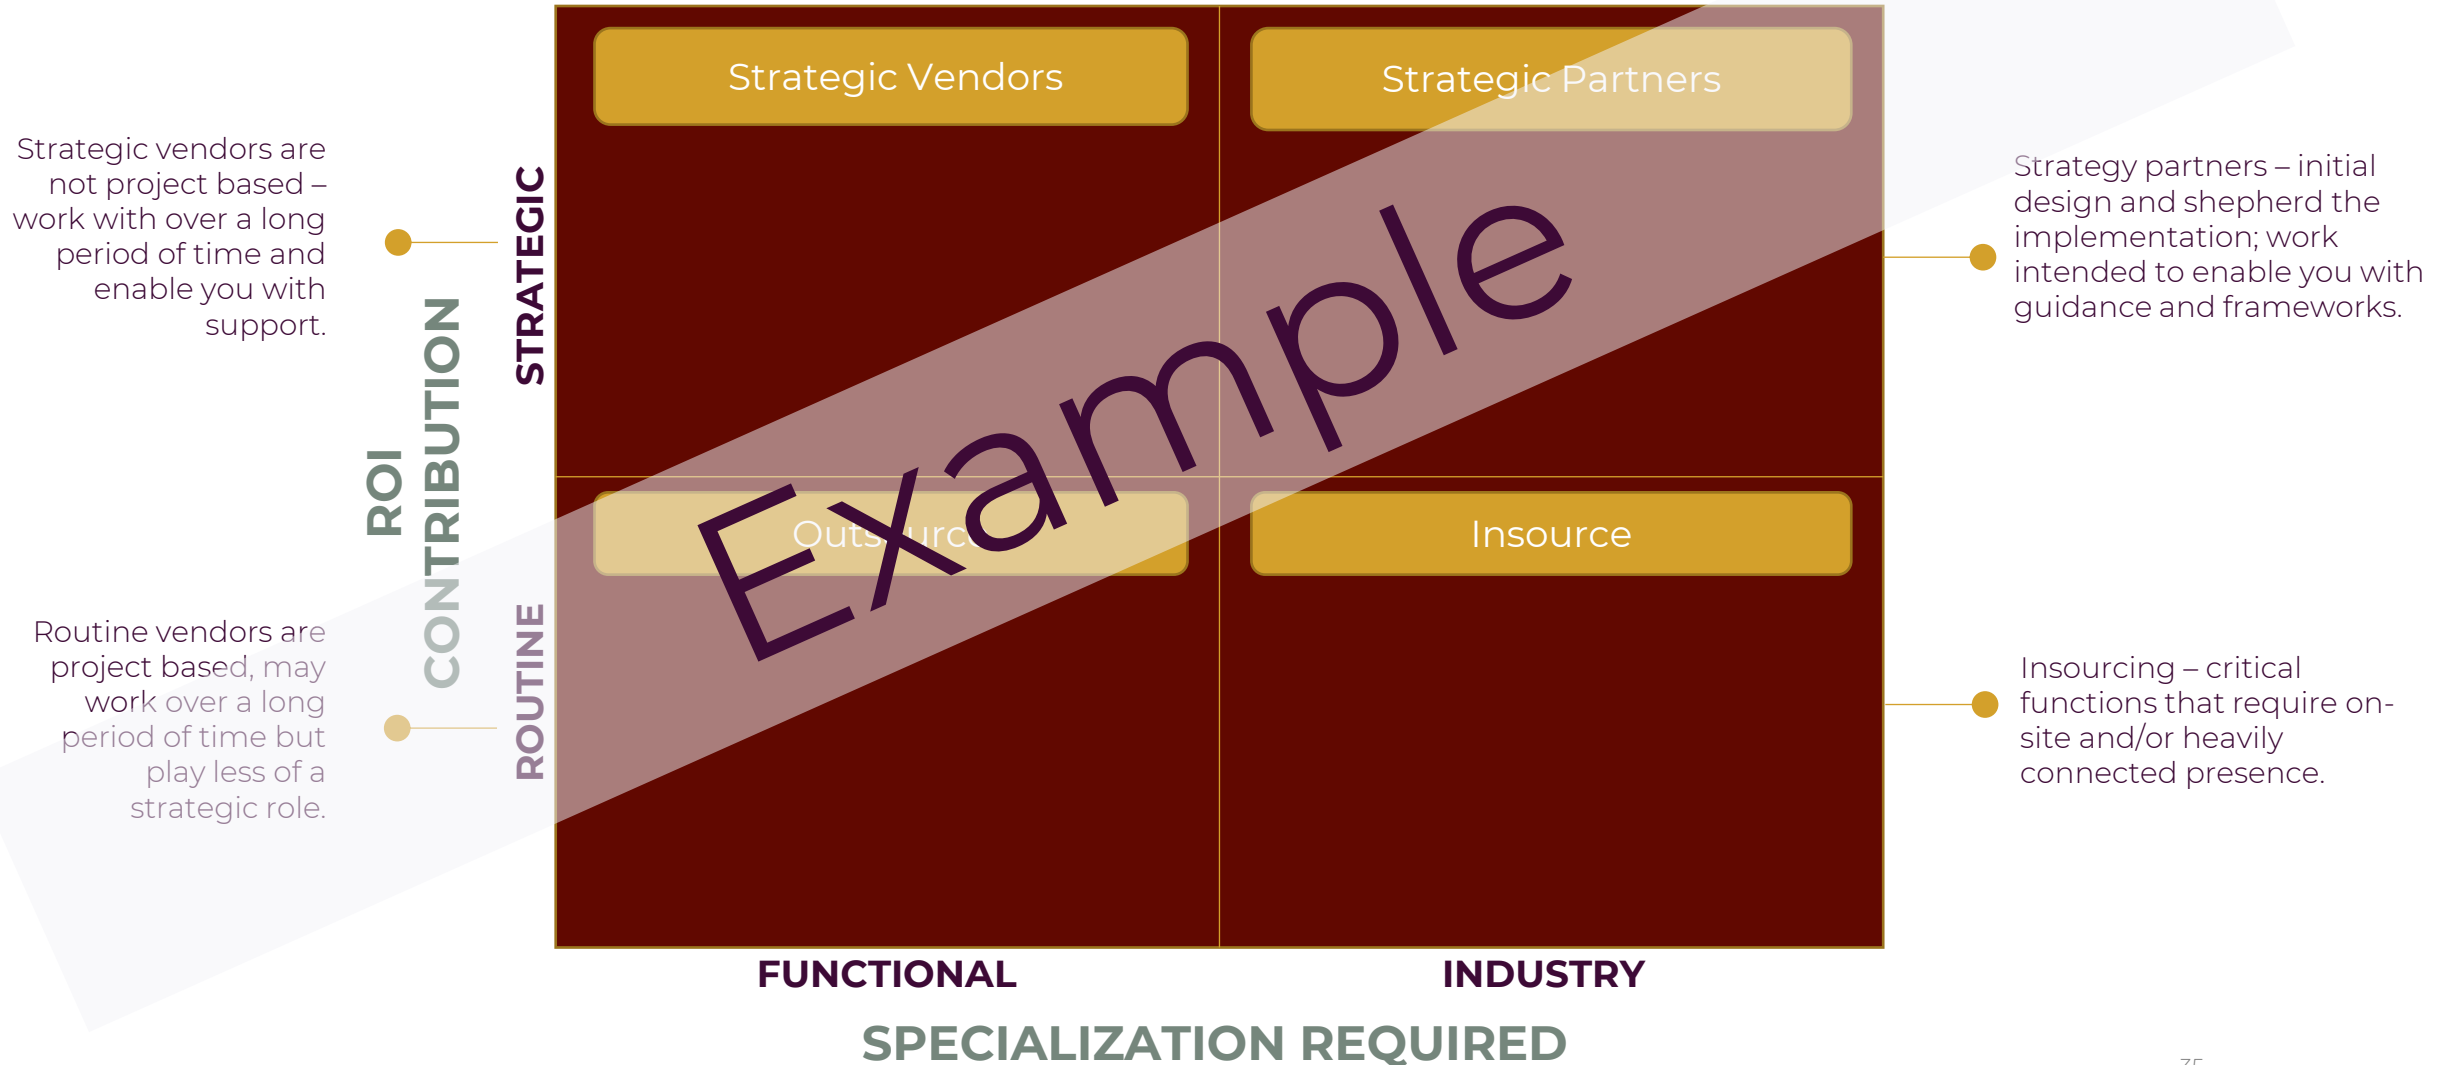 Strategic Vendors
Strategic Partners
Strategic vendors are
not project based –
work with over a long
period of time and
enable you with
support.
STRATEGIC
Strategy partners – initial
design and shepherd the
implementation; work
intended to enable you with
guidance and frameworks.
ROI
CONTRIBUTION
Example
Outsource
Insource
Routine vendors are
project based, may
work over a long
period of time but
play less of a
strategic role.
ROUTINE
Insourcing – critical
functions that require on-
site and/or heavily
connected presence.
FUNCTIONAL
INDUSTRY
SPECIALIZATION REQUIRED